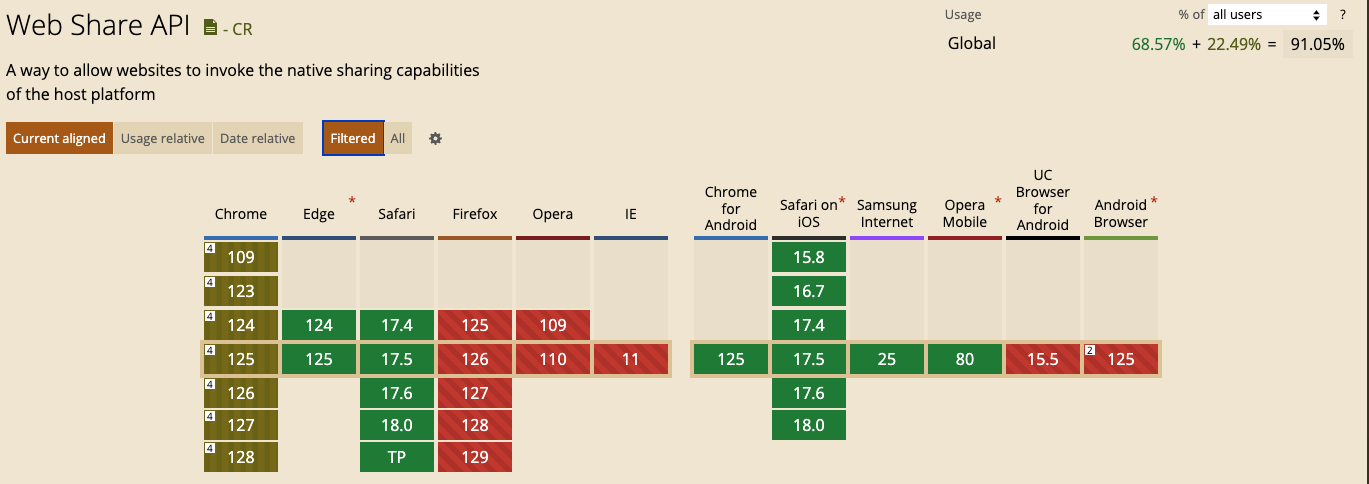 Web Share API - CR
Usage % of all users ?
Global 68.57% + 22.49% = 91.05%
A way to allow websites to invoke the native sharing capabilities
of the host platform
Current aligned Usage relative Date relative Filtered All
Chrome Edge * Safari Firefox Opera IE Chrome for Android Safari on iOS * Samsung Internet Opera Mobile * UC Browser for Android Android Browser *
4 109 15.8
4 123 16.7
4 124 124 17.4 125 109 17.4
4 125 125 17.5 126 110 11 125 17.5 25 80 15.5 2 125
4 126 17.6 127 17.6
4 127 18.0 128 18.0
4 128 TP 129